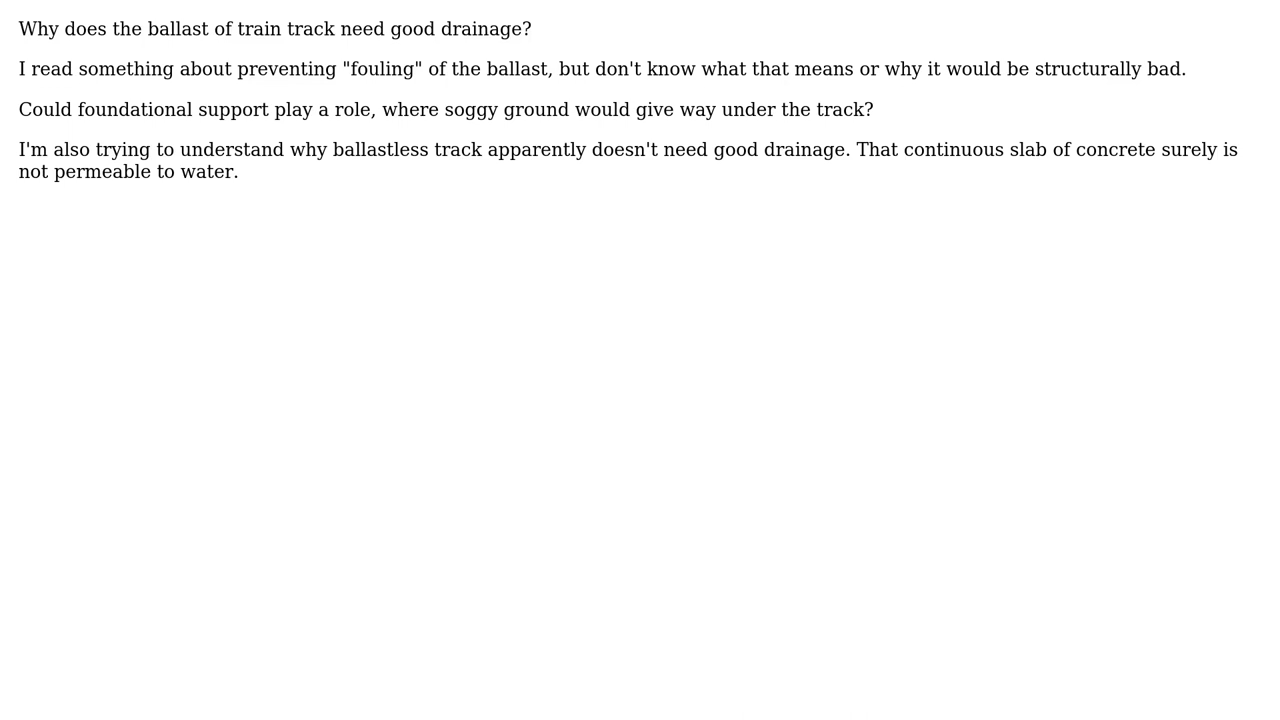 Why does the ballast of train track need good drainage?
I read something about preventing "fouling" of the ballast, but don't know what that means or why it would be structurally bad.
Could foundational support play a role, where soggy ground would give way under the track?
I'm also trying to understand why ballastless track apparently doesn't need good drainage. That continuous slab of concrete surely is
not permeable to water.